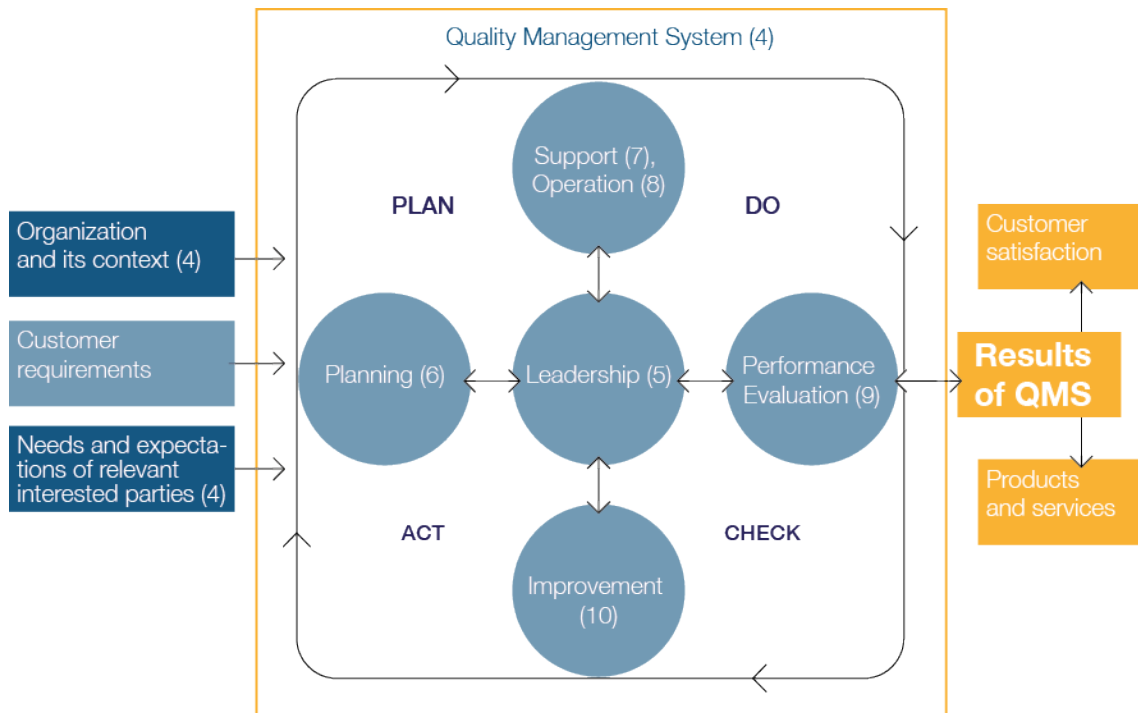 Quality Management System (4)
Support (7),
Operation (8)
PLAN
DO
Organization
and its context (4)
Customer
requirements
Needs and expecta-
tions of relevant
interested parties (4)
Planning (6)
Leadership (5)
Performance
Evaluation (9)
Customer
satisfaction
Results
of QMS
Products
and services
ACT
CHECK
Improvement
(10)